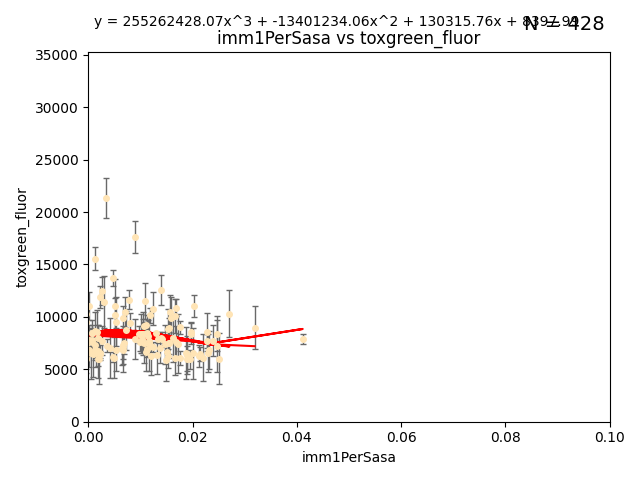 y = 255262428.07x^3 + -13401234.06x^2 + 130315.76x + 8397.99
N = 428
imm1PerSasa vs toxgreen_fluor
35000
30000
25000
20000
15000
10000
5000
0
toxgreen_fluor
0.00 0.02 0.04 0.06 0.08 0.10
imm1PerSasa